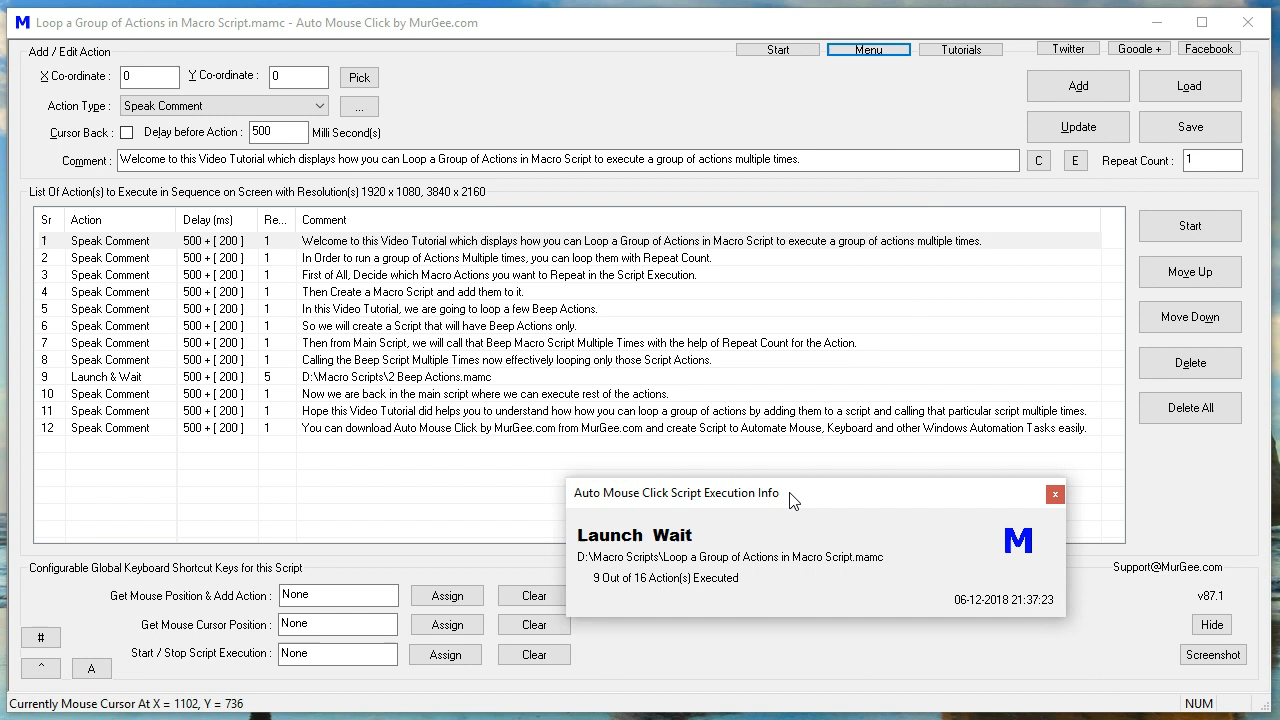 M Loop a Group of Actions in Macro Script.mamc - Auto Mouse Click by MurGee.com
Add / Edit Action
Start Menu Tutorials Twitter Google + Facebook
X Co-ordinate : 0 Y Co-ordinate : 0 Pick
Add Load
Action Type : Speak Comment ...
Cursor Back : Delay before Action : 500 Milli Second(s)
Update Save
Comment : Welcome to this Video Tutorial which displays how you can Loop a Group of Actions in Macro Script to execute a group of actions multiple times. C E Repeat Count : 1
List Of Action(s) to Execute in Sequence on Screen with Resolution(s) 1920 x 1080, 3840 x 2160
Sr Action Delay (ms) Re... Comment
1 Speak Comment 500 + [ 200 ] 1 Welcome to this Video Tutorial which displays how you can Loop a Group of Actions in Macro Script to execute a group of actions multiple times.
2 Speak Comment 500 + [ 200 ] 1 In Order to run a group of Actions Multiple times, you can loop them with Repeat Count.
3 Speak Comment 500 + [ 200 ] 1 First of All, Decide which Macro Actions you want to Repeat in the Script Execution.
4 Speak Comment 500 + [ 200 ] 1 Then Create a Macro Script and add them to it.
5 Speak Comment 500 + [ 200 ] 1 In this Video Tutorial, we are going to loop a few Beep Actions.
6 Speak Comment 500 + [ 200 ] 1 So we will create a Script that will have Beep Actions only.
7 Speak Comment 500 + [ 200 ] 1 Then from Main Script, we will call that Beep Macro Script Multiple Times with the help of Repeat Count for the Action.
8 Speak Comment 500 + [ 200 ] 1 Calling the Beep Script Multiple Times now effectively looping only those Script Actions.
9 Launch & Wait 500 + [ 200 ] 5 D:\Macro Scripts\2 Beep Actions.mamc
10 Speak Comment 500 + [ 200 ] 1 Now we are back in the main script where we can execute rest of the actions.
11 Speak Comment 500 + [ 200 ] 1 Hope this Video Tutorial did helps you to understand how how you can loop a group of actions by adding them to a script and calling that particular script multiple times.
12 Speak Comment 500 + [ 200 ] 1 You can download Auto Mouse Click by MurGee.com from MurGee.com and create Script to Automate Mouse, Keyboard and other Windows Automation Tasks easily.
Start
Move Up
Move Down
Delete
Delete All
Auto Mouse Click Script Execution Info x
Launch Wait M
D:\Macro Scripts\Loop a Group of Actions in Macro Script.mamc
9 Out of 16 Action(s) Executed
06-12-2018 21:37:23
Configurable Global Keyboard Shortcut Keys for this Script
Support@MurGee.com
Get Mouse Position & Add Action : None Assign Clear
v87.1
Get Mouse Cursor Position : None Assign Clear
Hide
#
Start / Stop Script Execution : None Assign Clear
Screenshot
^ A
Currently Mouse Cursor At X = 1102, Y = 736
NUM